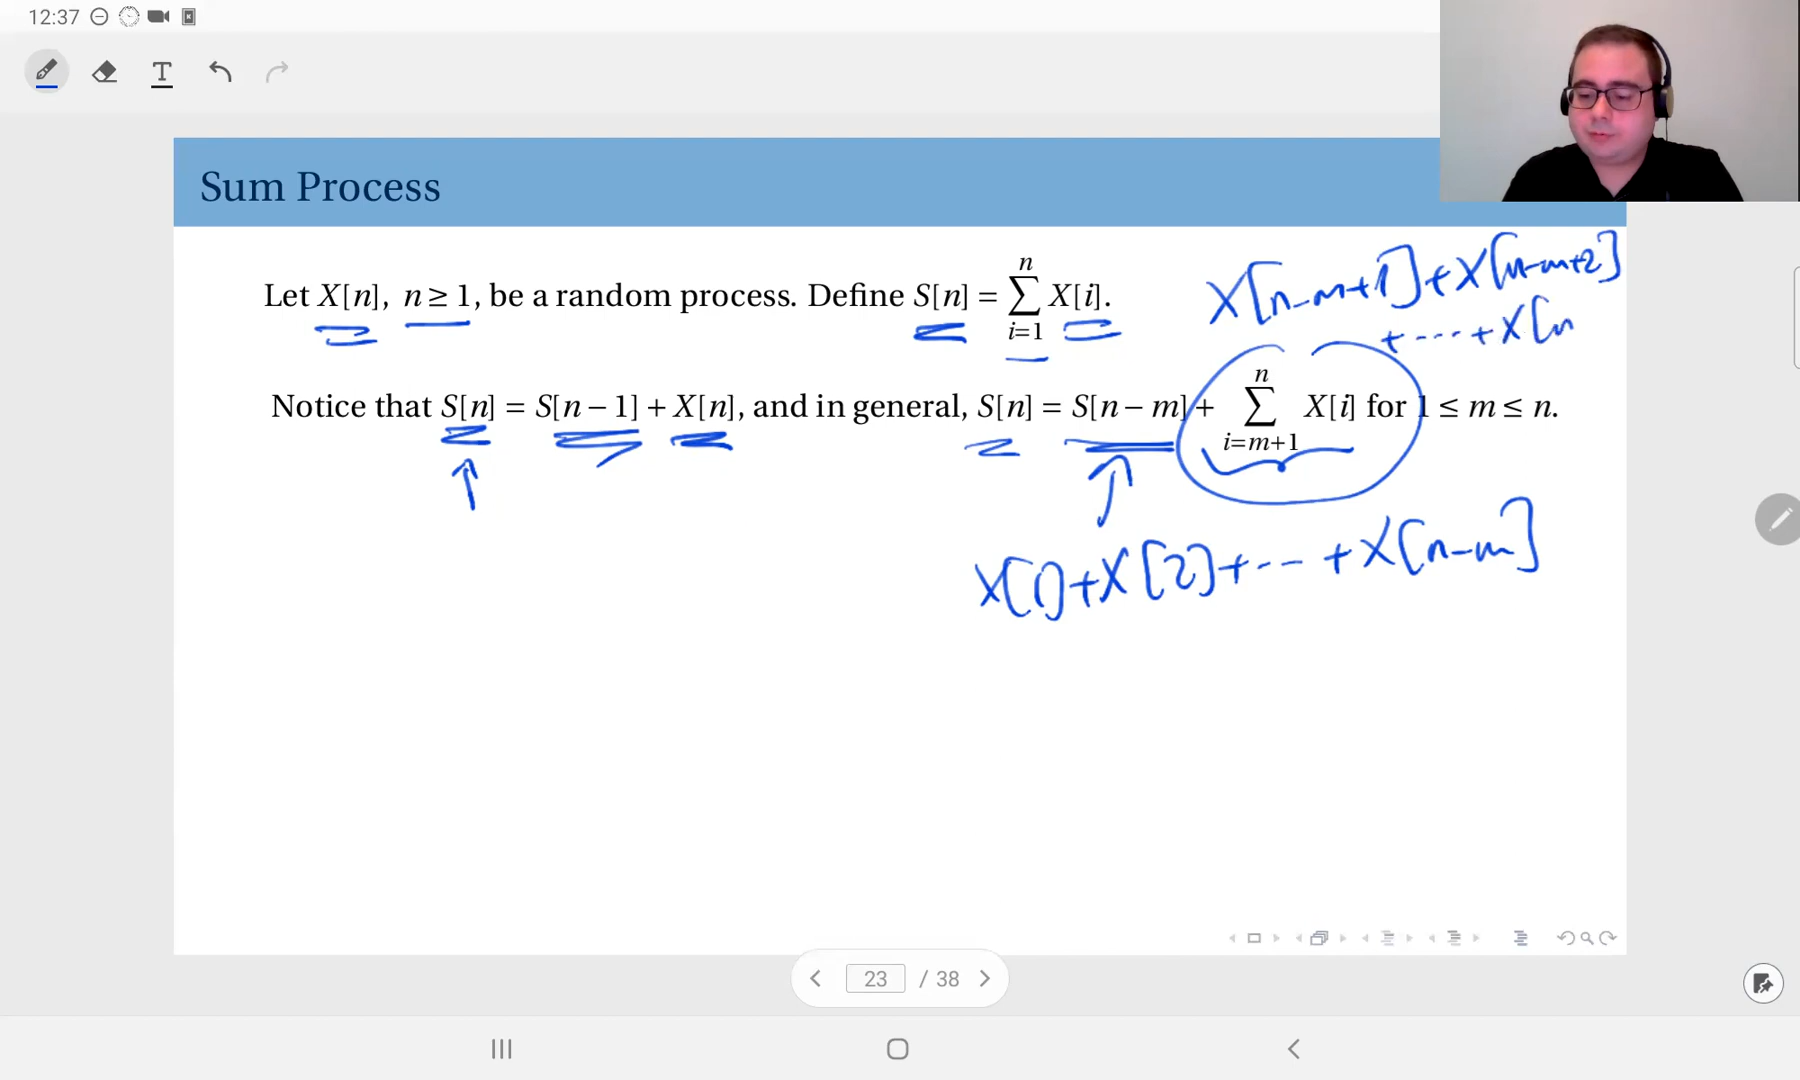 12:37
Sum Process
Let X[n], n ≥ 1, be a random process. Define S[n] = ∑_{i=1}^{n} X[i].
X[n-m+1]+X[n-m+2]
+----+X[n
Notice that S[n] = S[n − 1] + X[n], and in general, S[n] = S[n − m] + ∑_{i=m+1}^{n} X[i] for 1 ≤ m ≤ n.
X[1]+X[2]+--- +X[n-m]
23 / 38